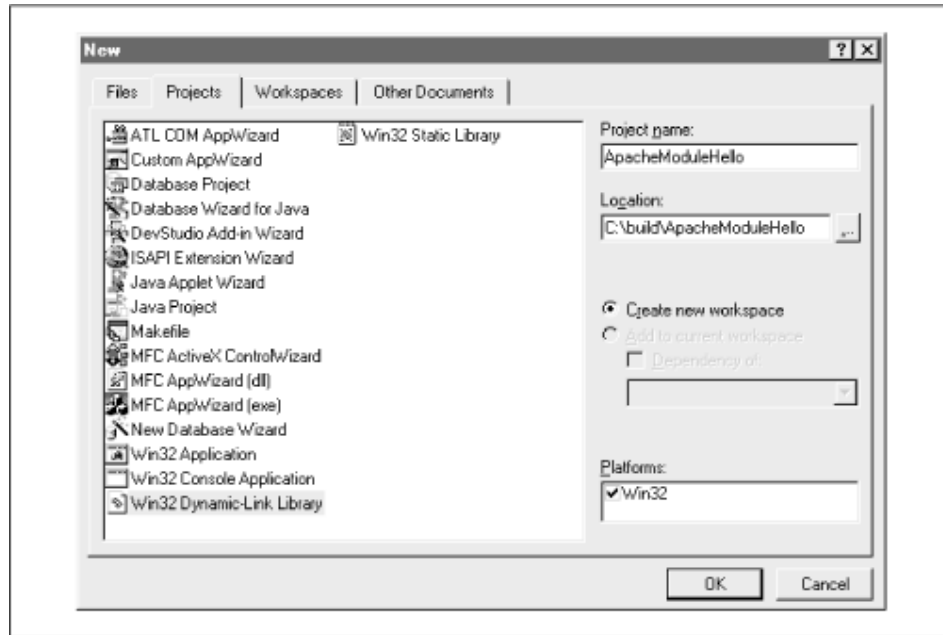 New
Files Projects Workspaces Other Documents
ATL COM AppWizard
Custom AppWizard
Database Project
Database Wizard for Java
DevStudio Add-in Wizard
ISAPI Extension Wizard
Java Applet Wizard
Java Project
Makefile
MFC ActiveX ControlWizard
MFC AppWizard (dll)
MFC AppWizard (exe)
New Database Wizard
Win32 Application
Win32 Console Application
Win32 Dynamic-Link Library
Win32 Static Library
Project name:
ApacheModuleHello
Location:
C:\build\ApacheModuleHello
...
Create new workspace
Add to current workspace
Dependency of:
Platforms:
Win32
OK Cancel